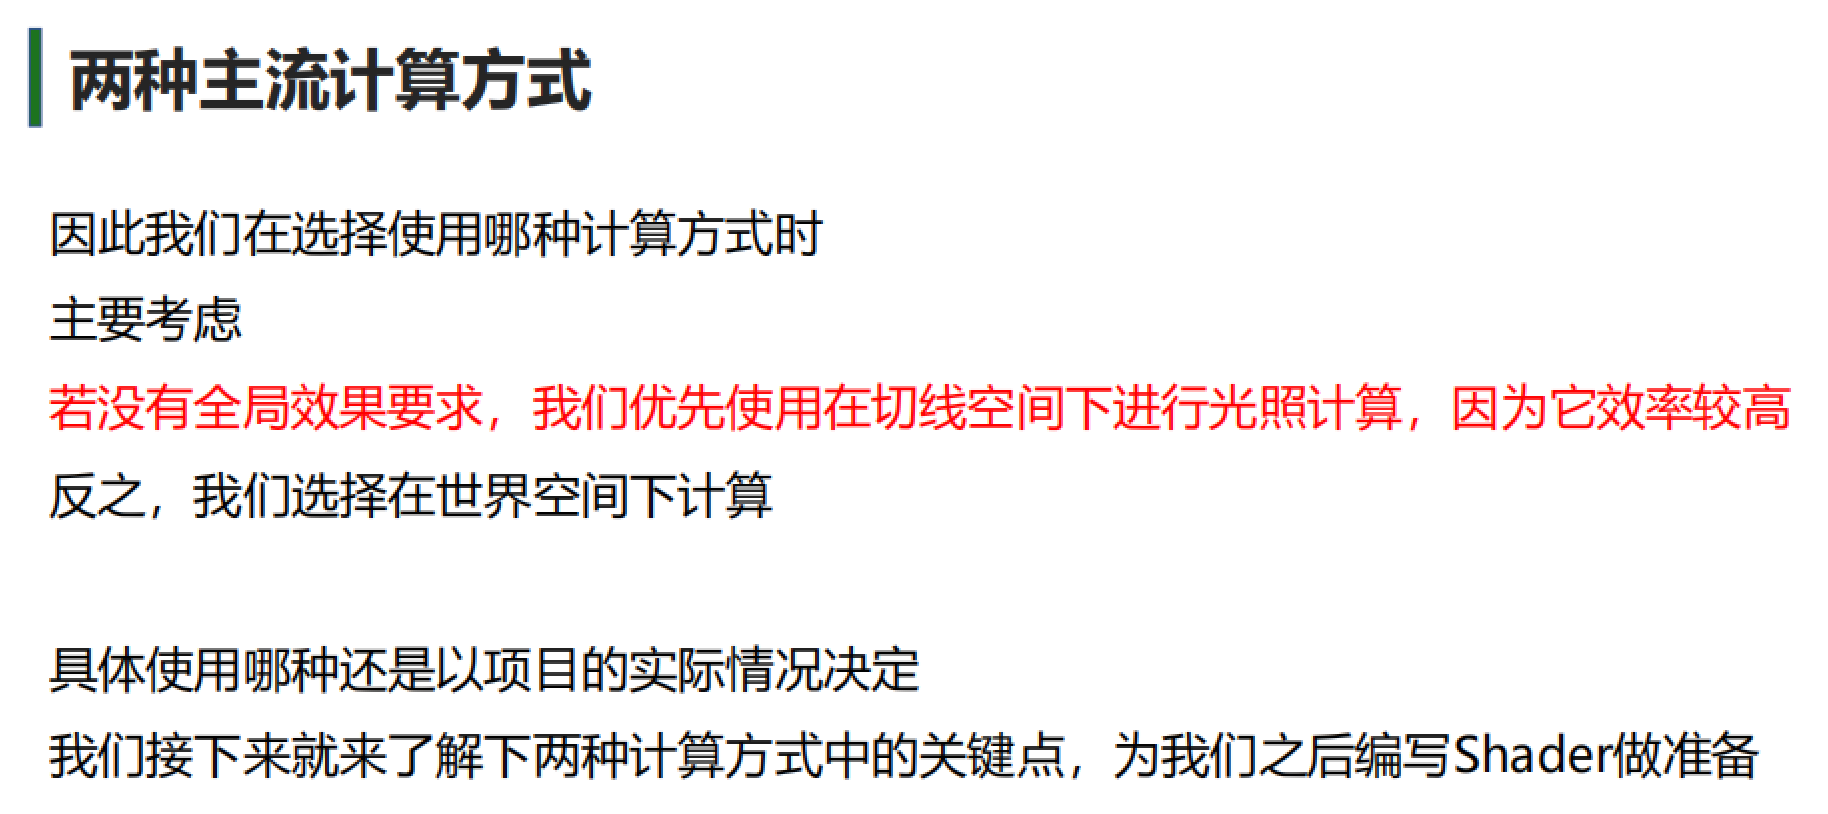 两种主流计算方式
因此我们在选择使用哪种计算方式时
主要考虑
若没有全局效果要求，我们优先使用在切线空间下进行光照计算，因为它效率较高
反之，我们选择在世界空间下计算
具体使用哪种还是以项目的实际情况决定
我们接下来就来了解下两种计算方式中的关键点，为我们之后编写Shader做准备